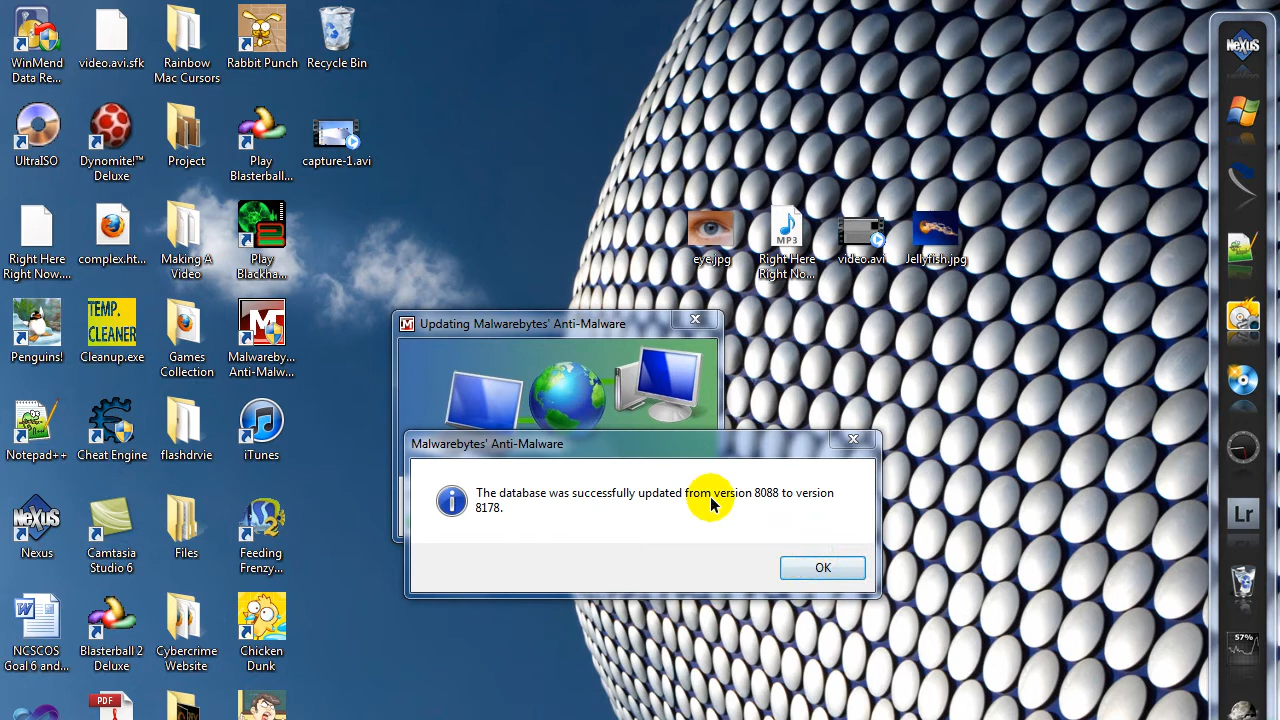 WinMend
Data Re...
video.avi.sfk
Rainbow
Mac Cursors
Rabbit Punch
Recycle Bin
UltraISO
Dynomite!™
Deluxe
Project
Play
Blasterball...
capture-1.avi
Right Here
Right Now....
complex.ht...
Making A
Video
Play
Blackha...
Penguins!
TEMP.
CLEANER
Cleanup.exe
Games
Collection
Malwareby...
Anti-Malw...
Notepad++
Cheat Engine
flashdrvie
iTunes
Nexus
Camtasia
Studio 6
Files
Feeding
Frenzy...
NCSCOS
Goal 6 and...
Blasterball 2
Deluxe
Cybercrime
Website
Chicken
Dunk
PDF
eye.jpg
MP3
Right Here
Right No...
video.avi
Jellyfish.jpg
Updating Malwarebytes' Anti-Malware
Malwarebytes' Anti-Malware
The database was successfully updated from version 8088 to version
8178.
OK
NeXuS
Lr
57%